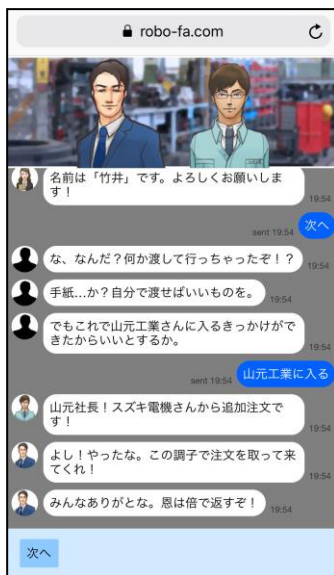 robo-fa.com
名前は「竹井」です。よろしくお願いしま
す！
19:54
sent 19:54 次へ
な、なんだ？何か渡して行っちゃったぞ！？
19:54
手紙...か？自分で渡せばいいものを。
19:54
でもこれで山元工業さんに入るきっかけがで
きたからいいとするか。
19:54
sent 19:54 山元工業に入る
山元社長！スズキ電機さんから追加注文で
す！
19:54
よし！やったな。この調子で注文を取って来
てくれ！
19:54
みんなありがとな。恩は倍で返すぞ！
19:54
次へ